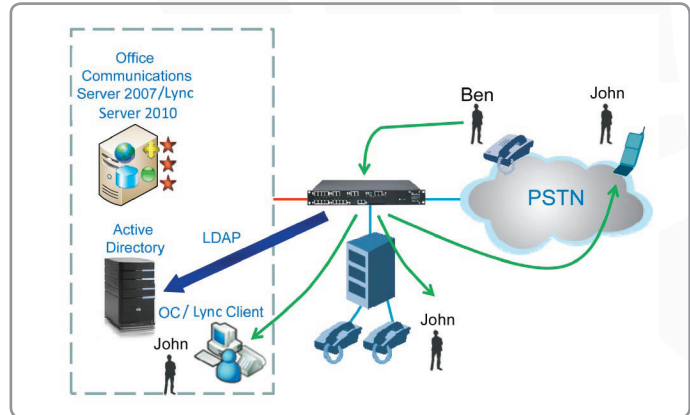 Office
Communications
Server 2007/Lync
Server 2010
Ben
John
PSTN
Active
Directory
LDAP
OC/ Lync Client
John
John